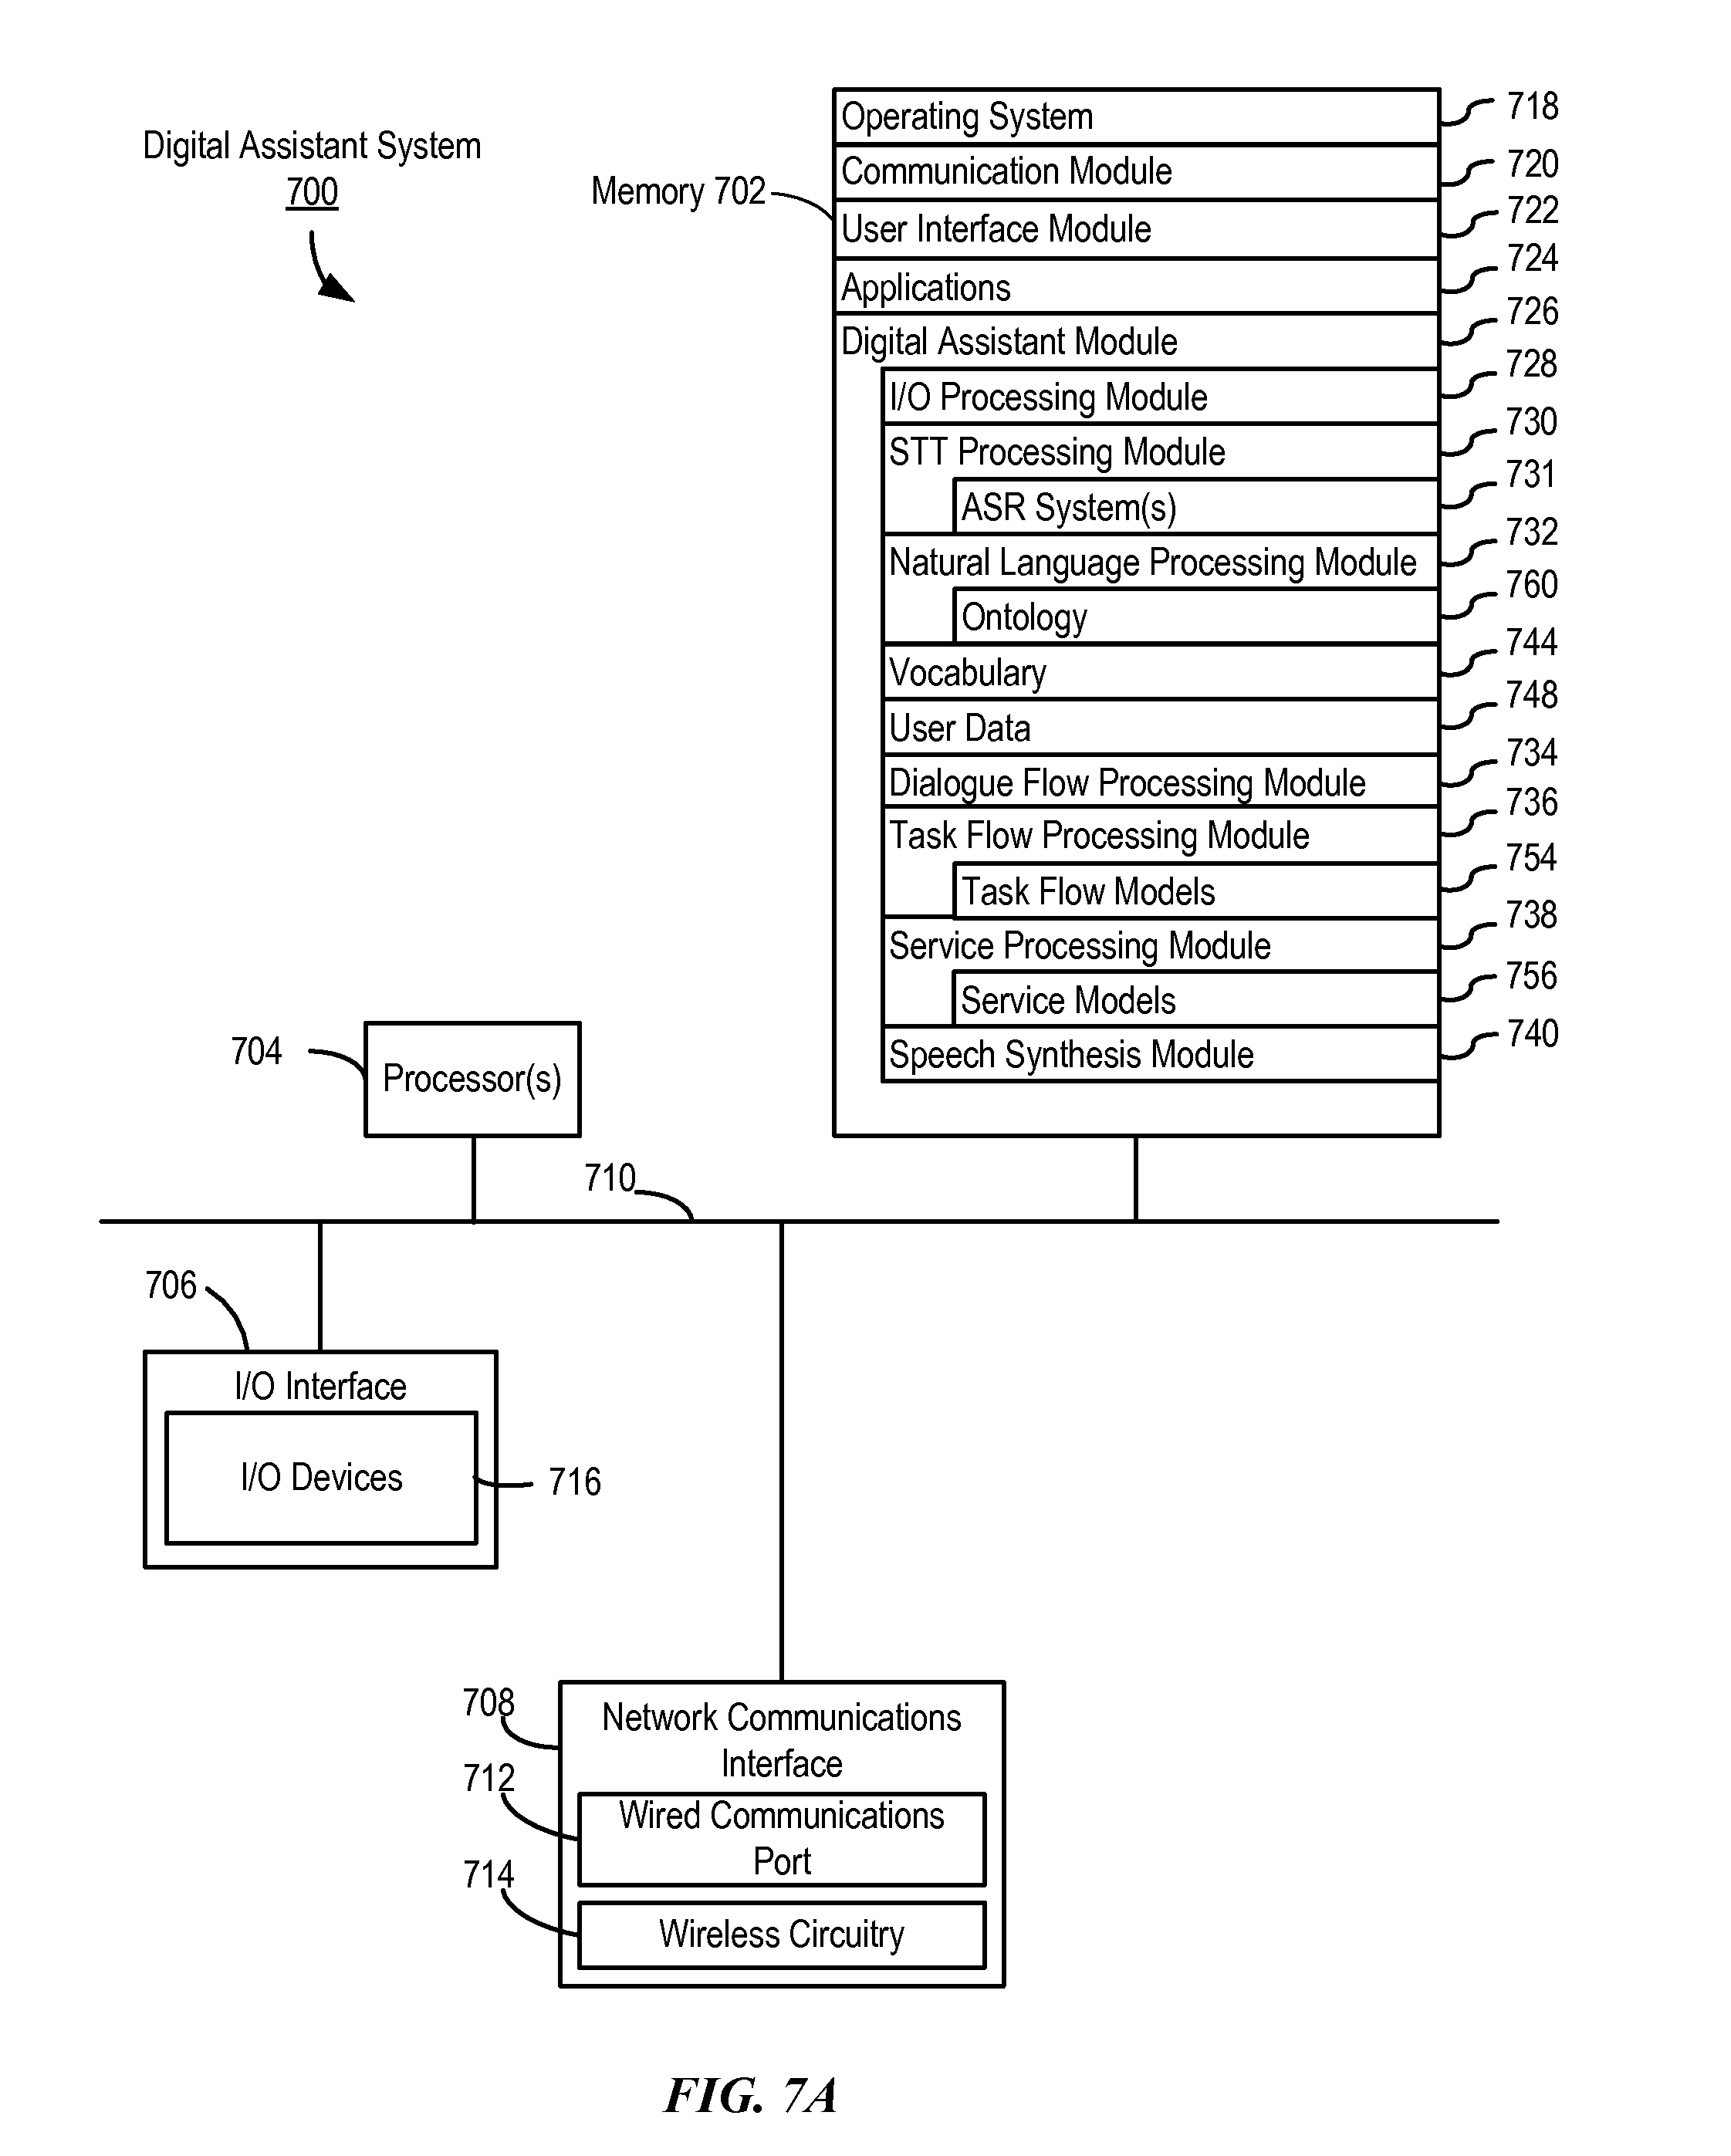 Digital Assistant System
700
Memory 702
Operating System 718
Communication Module 720
User Interface Module 722
Applications 724
Digital Assistant Module 726
I/O Processing Module 728
STT Processing Module 730
ASR System(s) 731
Natural Language Processing Module 732
Ontology 760
Vocabulary 744
User Data 748
Dialogue Flow Processing Module 734
Task Flow Processing Module 736
Task Flow Models 754
Service Processing Module 738
Service Models 756
Speech Synthesis Module 740
704 Processor(s)
710
706
I/O Interface
I/O Devices 716
708 Network Communications
Interface
712 Wired Communications
Port
714 Wireless Circuitry
FIG. 7A